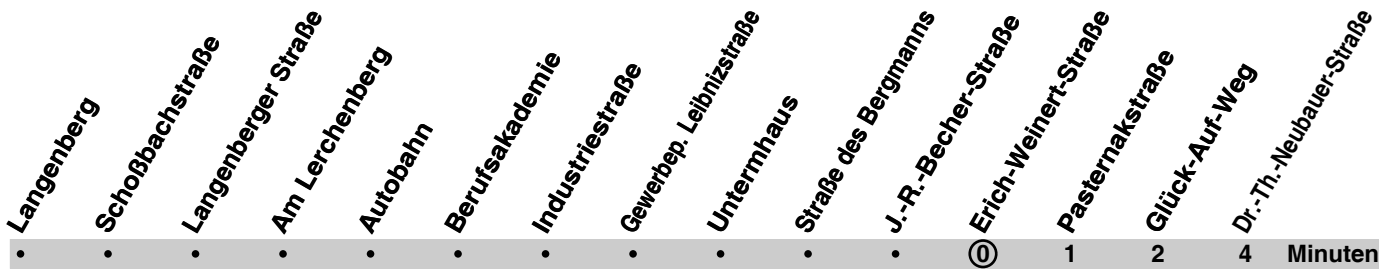 Langenberg
Schoßbachstraße
Langenberger Straße
Am Lerchenberg
Autobahn
Berufsakademie
Industriestraße
Gewerbep. Leibnizstraße
Untermhaus
Straße des Bergmanns
J.-R.-Becher-Straße
Erich-Weinert-Straße
Pasternakstraße
Glück-Auf-Weg
Dr.-Th.-Neubauer-Straße
• • • • • • • • • • • 0 1 2 4 Minuten